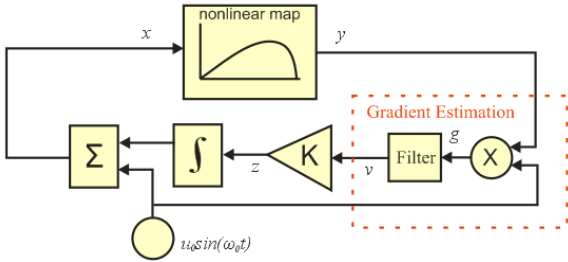 nonlinear map
x
y
Gradient Estimation
g
Σ
∫
z
K
v
Filter
X
u₀sin(ω₀t)